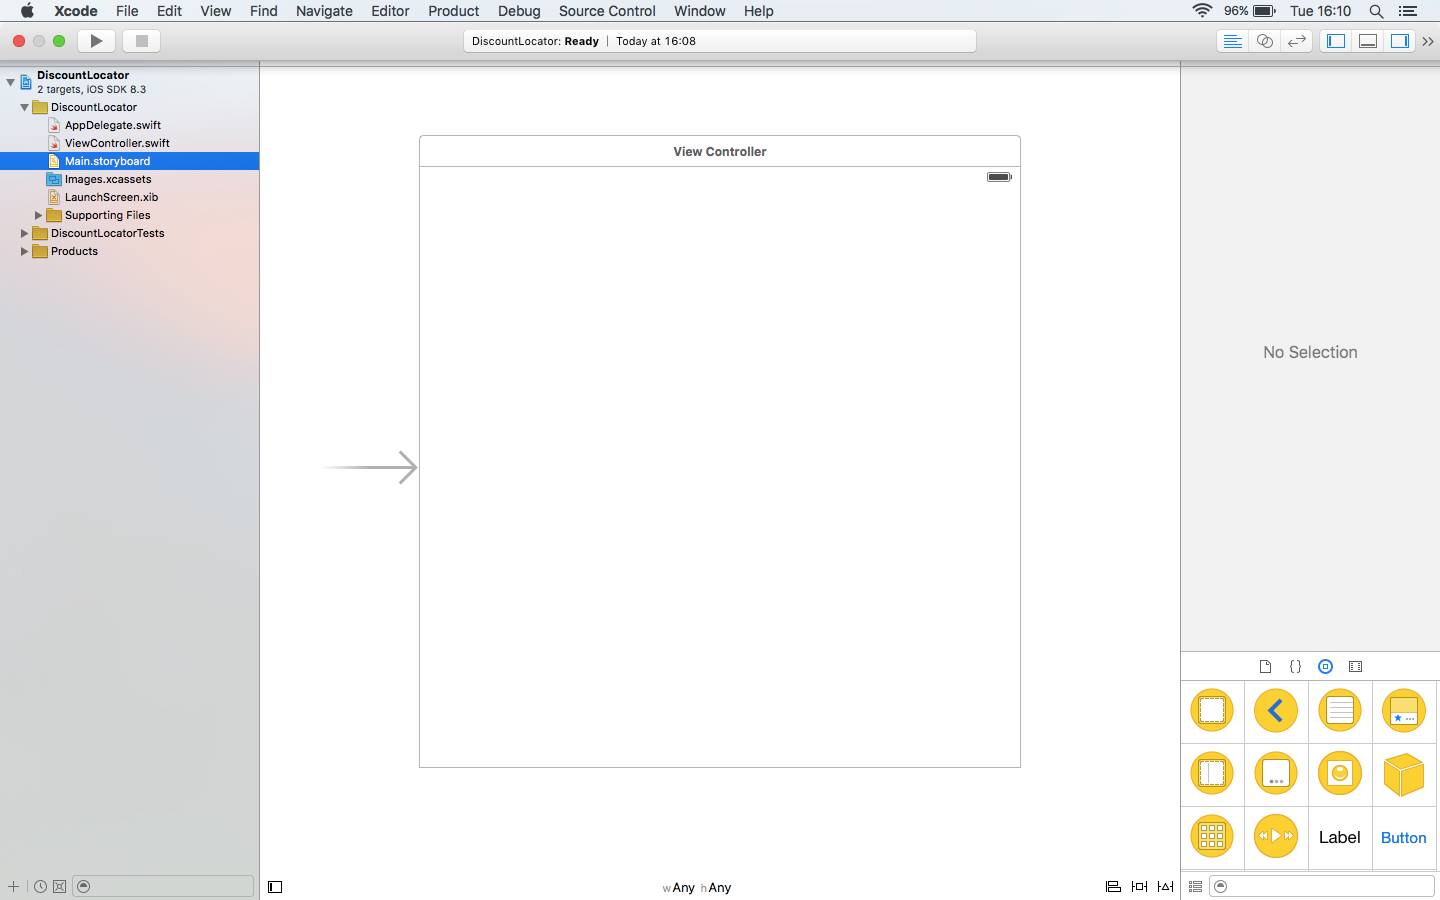 Xcode File Edit View Find Navigate Editor Product Debug Source Control Window Help 96% Tue 16:10
DiscountLocator: Ready | Today at 16:08
DiscountLocator
2 targets, iOS SDK 8.3
DiscountLocator
AppDelegate.swift
ViewController.swift
Main.storyboard
Images.xcassets
LaunchScreen.xib
Supporting Files
DiscountLocatorTests
Products
View Controller
No Selection
{ }
Label
Button
wAny hAny